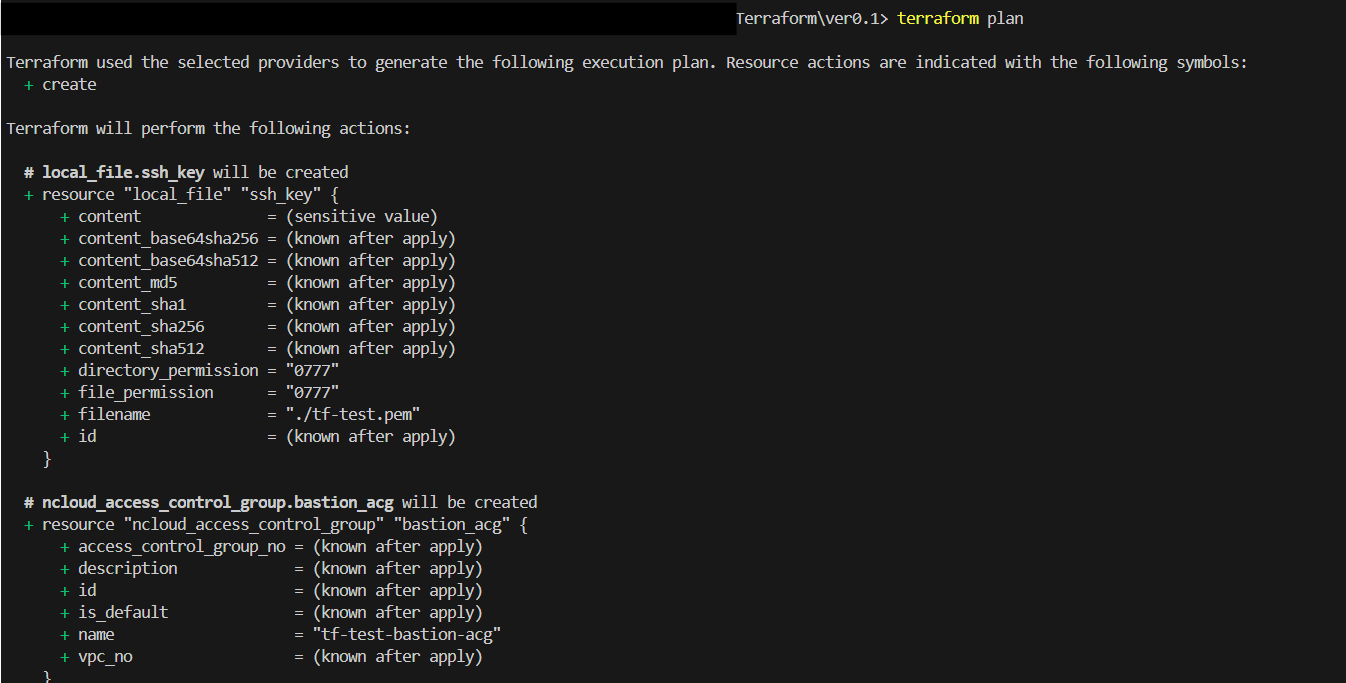 Terraform\ver0.1> terraform plan
Terraform used the selected providers to generate the following execution plan. Resource actions are indicated with the following symbols:
+ create
Terraform will perform the following actions:
# local_file.ssh_key will be created
+ resource "local_file" "ssh_key" {
+ content = (sensitive value)
+ content_base64sha256 = (known after apply)
+ content_base64sha512 = (known after apply)
+ content_md5 = (known after apply)
+ content_sha1 = (known after apply)
+ content_sha256 = (known after apply)
+ content_sha512 = (known after apply)
+ directory_permission = "0777"
+ file_permission = "0777"
+ filename = "./tf-test.pem"
+ id = (known after apply)
}
# ncloud_access_control_group.bastion_acg will be created
+ resource "ncloud_access_control_group" "bastion_acg" {
+ access_control_group_no = (known after apply)
+ description = (known after apply)
+ id = (known after apply)
+ is_default = (known after apply)
+ name = "tf-test-bastion-acg"
+ vpc_no = (known after apply)
}